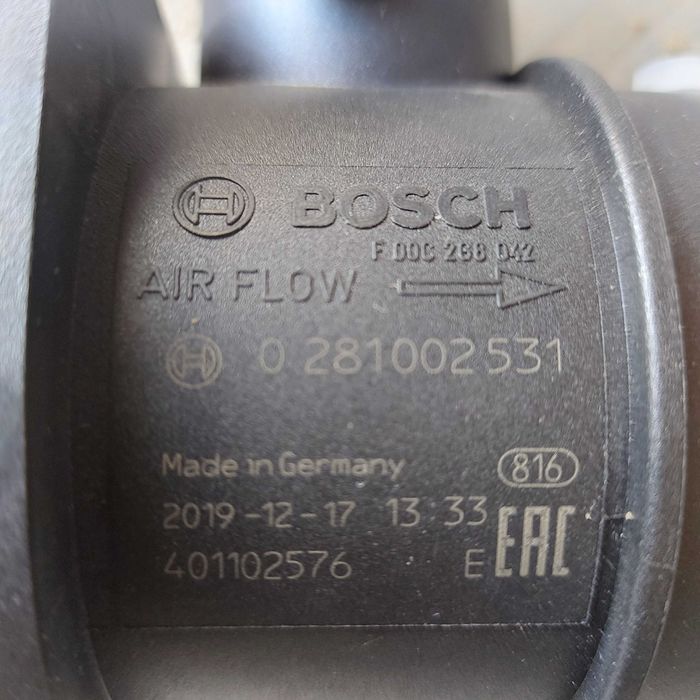 BOSCH
F 00C 2G8 042
AIR FLOW
0 281002531
Made in Germany 816
2019-12-17 13:33
401102576 E EAC